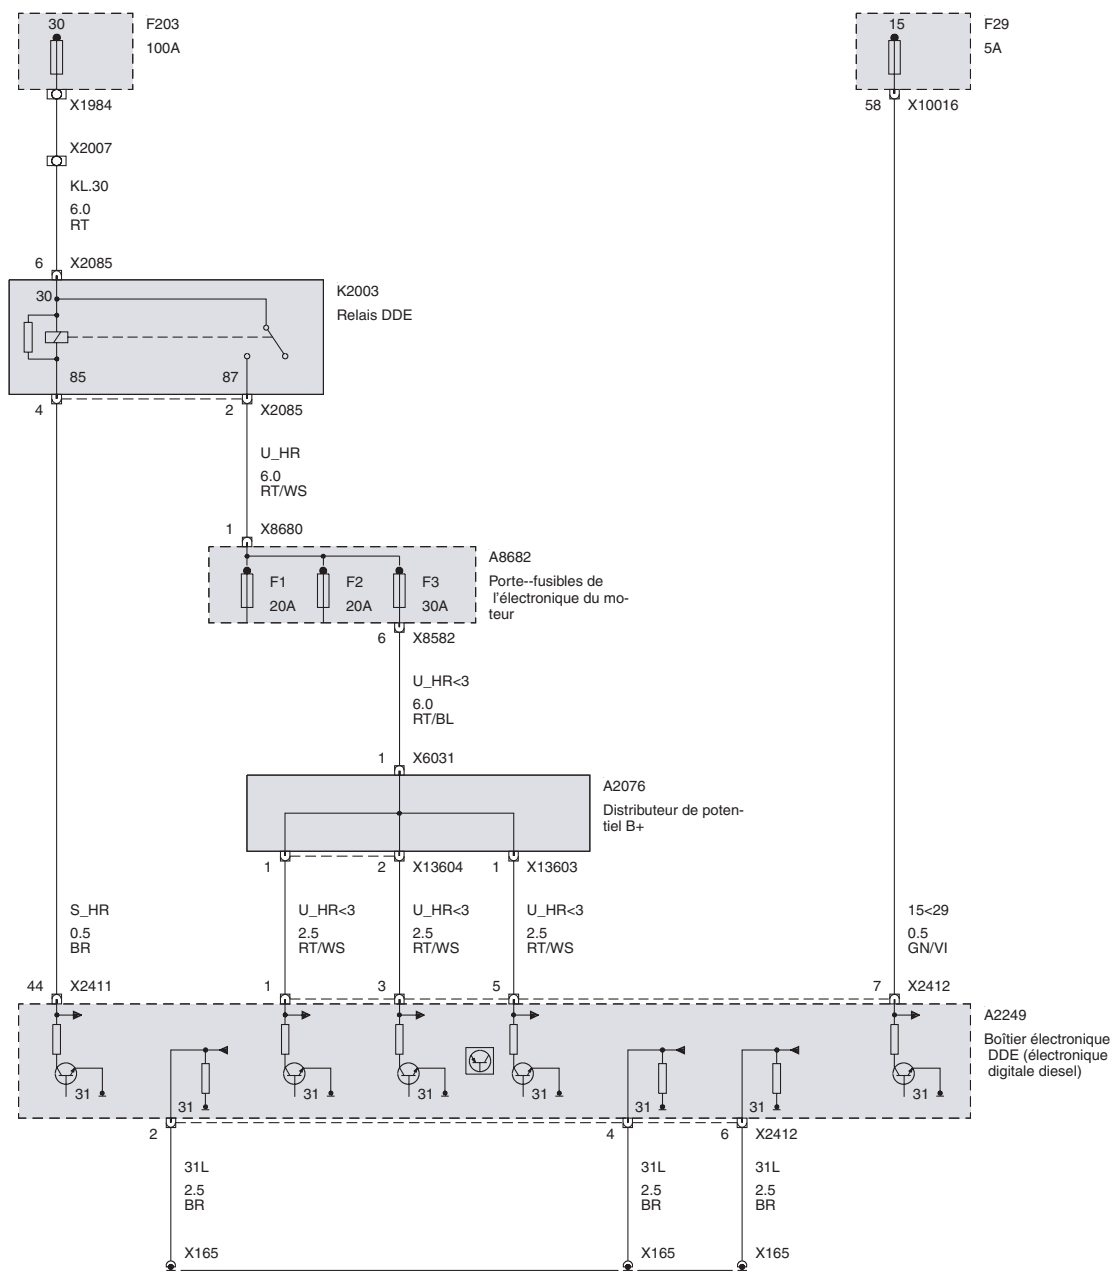 30
F203
100A
15
F29
5A
X1984
58
X10016
X2007
KL.30
6.0
RT
6
X2085
30
K2003
Relais DDE
85
87
4
2
X2085
U_HR
6.0
RT/WS
1
X8680
A8682
F1
F2
F3
Porte--fusibles de
l'électronique du mo-
teur
20A
20A
30A
6
X8582
U_HR<3
6.0
RT/BL
1
X6031
A2076
Distributeur de poten-
tiel B+
1
2
X13604
1
X13603
S_HR
0.5
BR
U_HR<3
2.5
RT/WS
U_HR<3
2.5
RT/WS
U_HR<3
2.5
RT/WS
15<29
0.5
GN/VI
44
X2411
1
3
5
7
X2412
A2249
Boîtier électronique
DDE (électronique
digitale diesel)
31
31
31
31
31
31
31
31
2
4
6
X2412
31L
2.5
BR
31L
2.5
BR
31L
2.5
BR
X165
X165
X165